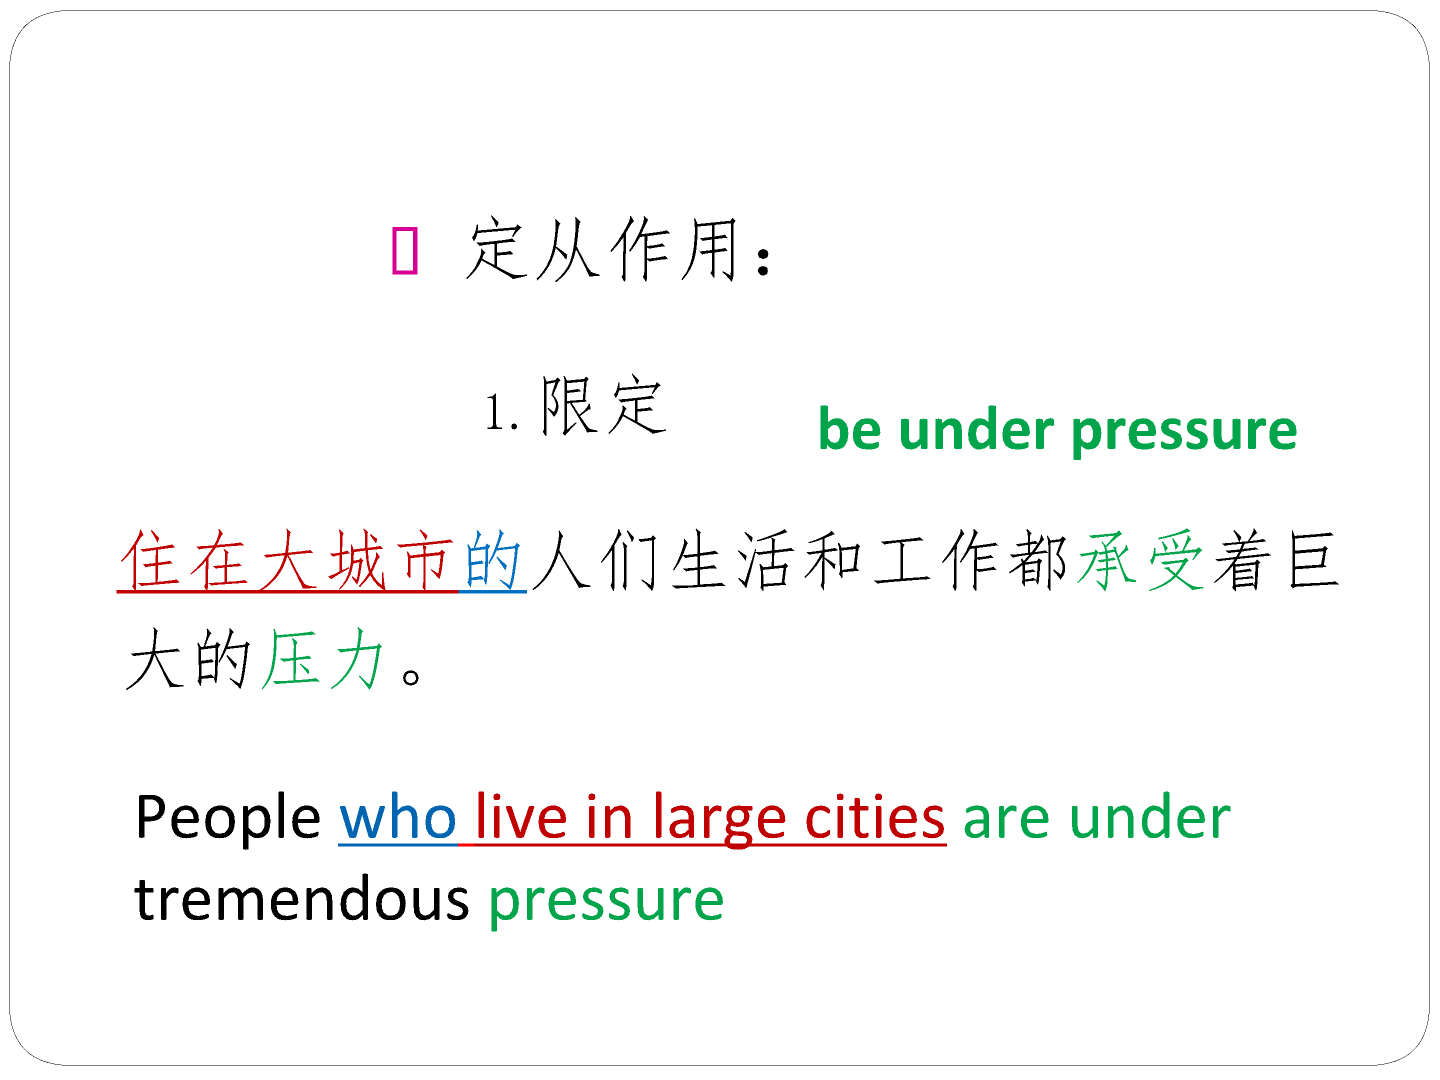 定从作用：
1.限定
be under pressure
住在大城市的人们生活和工作都承受着巨
大的压力。
People who live in large cities are under
tremendous pressure